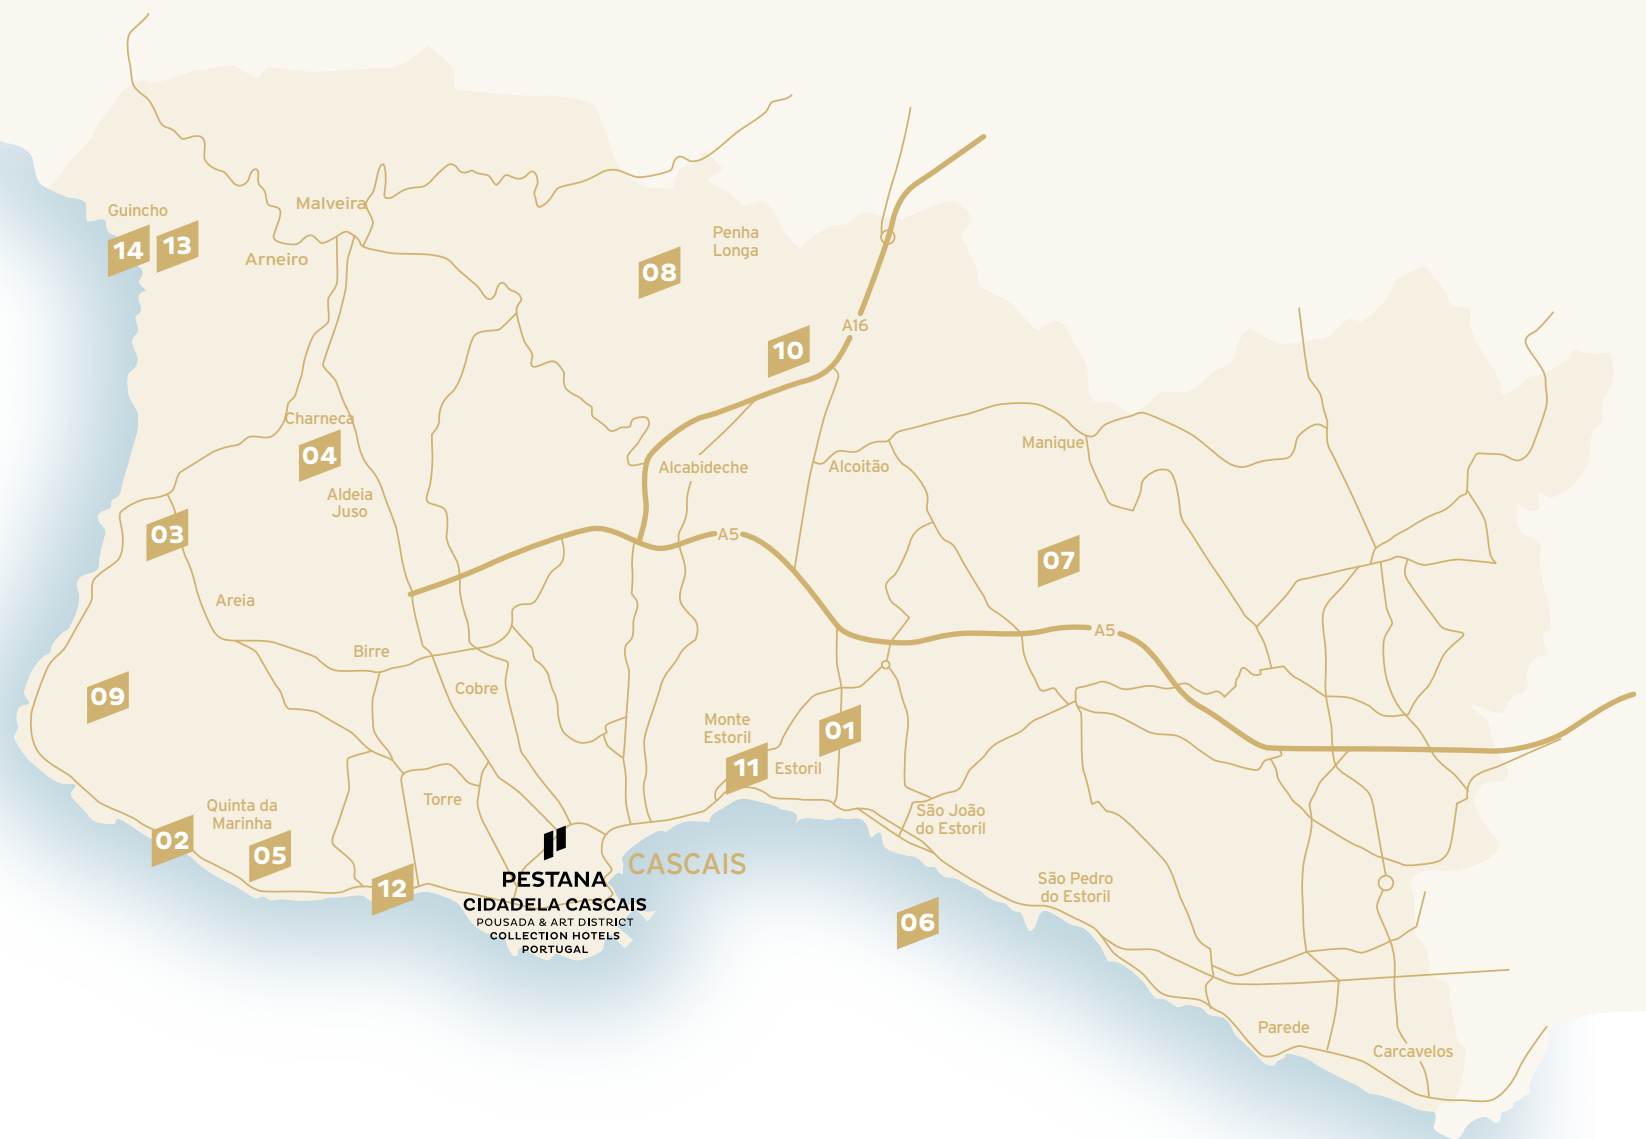 Guincho
14
13
Malveira
Arneiro
Penha
Longa
08
A16
10
Charneca
04
Aldeia
Juso
Alcabideche
Alcoitão
Manique
03
A5
07
Areia
A5
Birre
Cobre
09
Monte
Estoril
01
11
Estoril
Torre
Quinta da
Marinha
02
05
São João
do Estoril
CASCAIS
12
PESTANA
CIDADELA CASCAIS
POUSADA & ART DISTRICT
COLLECTION HOTELS
PORTUGAL
06
São Pedro
do Estoril
Parede
Carcavelos